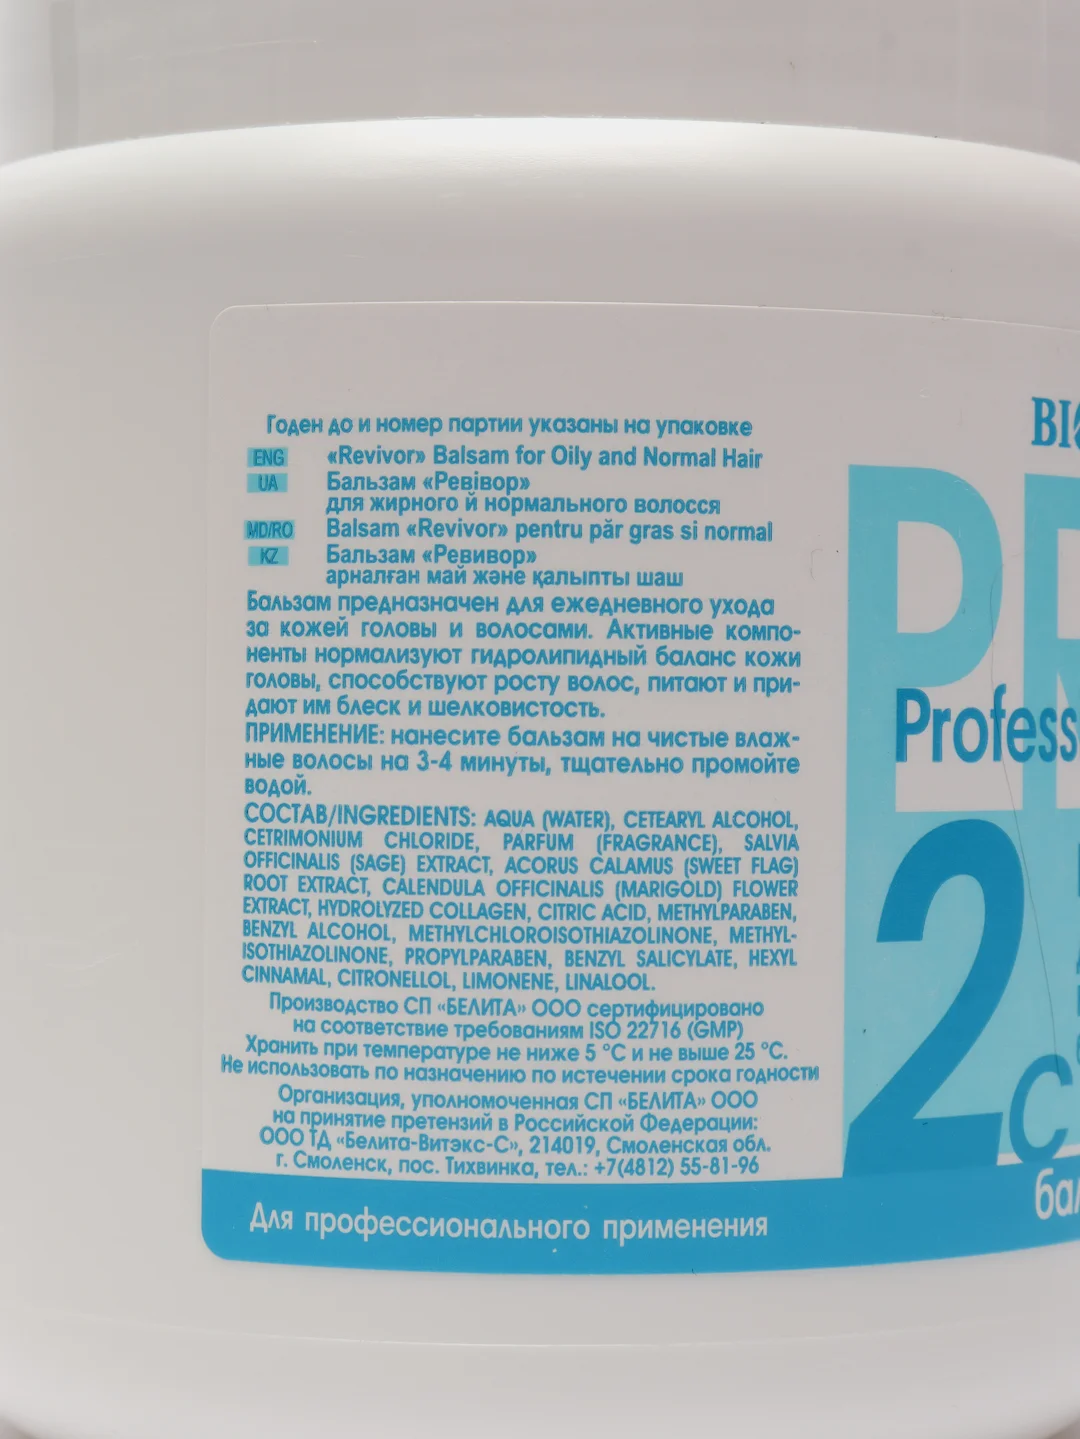 Годен до и номер партии указаны на упаковке
ENG «Revivor» Balsam for Oily and Normal Hair
UA Бальзам «Ревівор»
для жирного й нормального волосся
MD/RO Balsam «Revivor» pentru păr gras si normal
KZ Бальзам «Ревивор»
арналған май және қалыпты шаш
Бальзам предназначен для ежедневного ухода
за кожей головы и волосами. Активные компо-
ненты нормализуют гидролипидный баланс кожи
головы, способствуют росту волос, питают и при-
дают им блеск и шелковистость.
ПРИМЕНЕНИЕ: нанесите бальзам на чистые влаж-
ные волосы на 3-4 минуты, тщательно промойте
водой.
СОСТАВ/INGREDIENTS: AQUA (WATER), CETEARYL ALCOHOL,
CETRIMONIUM CHLORIDE, PARFUM (FRAGRANCE), SALVIA
OFFICINALIS (SAGE) EXTRACT, ACORUS CALAMUS (SWEET FLAG)
ROOT EXTRACT, CALENDULA OFFICINALIS (MARIGOLD) FLOWER
EXTRACT, HYDROLYZED COLLAGEN, CITRIC ACID, METHYLPARABEN,
BENZYL ALCOHOL, METHYLCHLOROISOTHIAZOLINONE, METHYL-
ISOTHIAZOLINONE, PROPYLPARABEN, BENZYL SALICYLATE, HEXYL
CINNAMAL, CITRONELLOL, LIMONENE, LINALOOL.
Производство СП «БЕЛИТА» ООО сертифицировано
на соответствие требованиям ISO 22716 (GMP)
Хранить при температуре не ниже 5 °C и не выше 25 °C.
Не использовать по назначению по истечении срока годности
Организация, уполномоченная СП «БЕЛИТА» ООО
на принятие претензий в Российской Федерации:
ООО ТД «Белита-Витэкс-С», 214019, Смоленская обл.
г. Смоленск, пос. Тихвинка, тел.: +7(4812) 55-81-96
Для профессионального применения
BI
P
Profess
2
С
бал